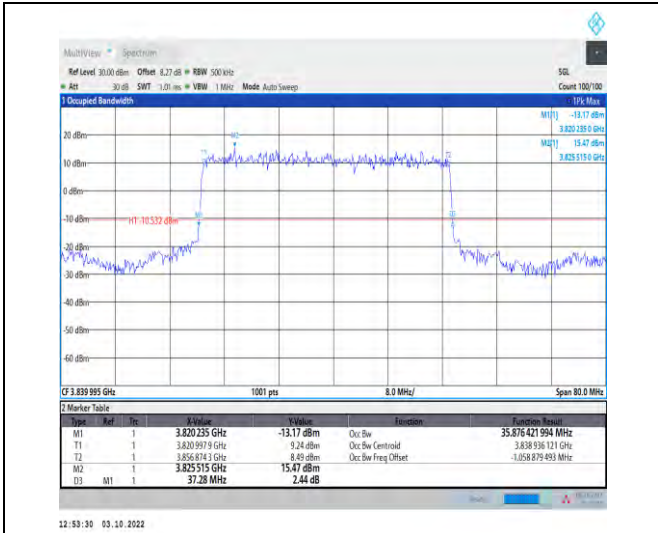 MultiView Spectrum
Ref Level 30.00 dBm Offset 8.27 dB RBW 500 kHz SGL
Att 30 dB SWT 1.01 ms VBW 1 MHz Mode Auto Sweep Count 100/100
1 Occupied Bandwidth 1Pk Max
M1[1] -13.17 dBm
3.820 235 0 GHz
M2[1] 15.47 dBm
3.825 515 0 GHz
20 dBm
10 dBm
0 dBm
-10 dBm
H1 -10.532 dBm
-20 dBm
-30 dBm
-40 dBm
-50 dBm
-60 dBm
M1
T1
M2
T2
D3
CF 3.839 995 GHz 1001 pts 8.0 MHz/ Span 80.0 MHz
2 Marker Table
Type Ref Trc X-Value Y-Value Function Function Result
M1 1 3.820 235 GHz -13.17 dBm Occ Bw 35.876 421 994 MHz
T1 1 3.820 997 9 GHz 9.24 dBm Occ Bw Centroid 3.838 936 121 GHz
T2 1 3.856 874 3 GHz 8.49 dBm Occ Bw Freq Offset -1.058 879 493 MHz
M2 1 3.825 515 GHz 15.47 dBm
D3 M1 1 37.28 MHz 2.44 dB
12:53:30 03.10.2022